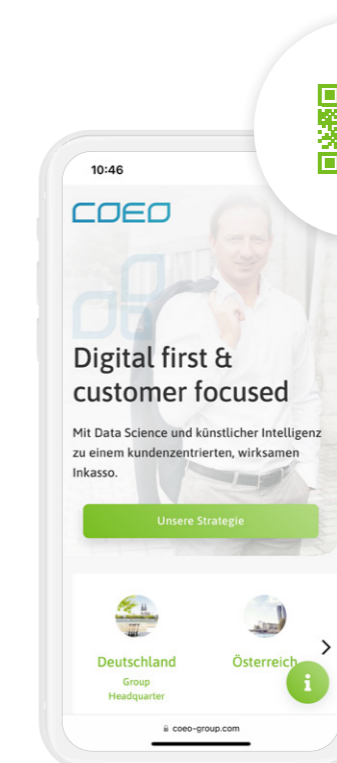 10:46
COEO
Digital first &
customer focused
Mit Data Science und künstlicher Intelligenz
zu einem kundenzentrierten, wirksamen
Inkasso.
Unsere Strategie
Deutschland
Österreich
Group
Headquarter
i
coeo-group.com